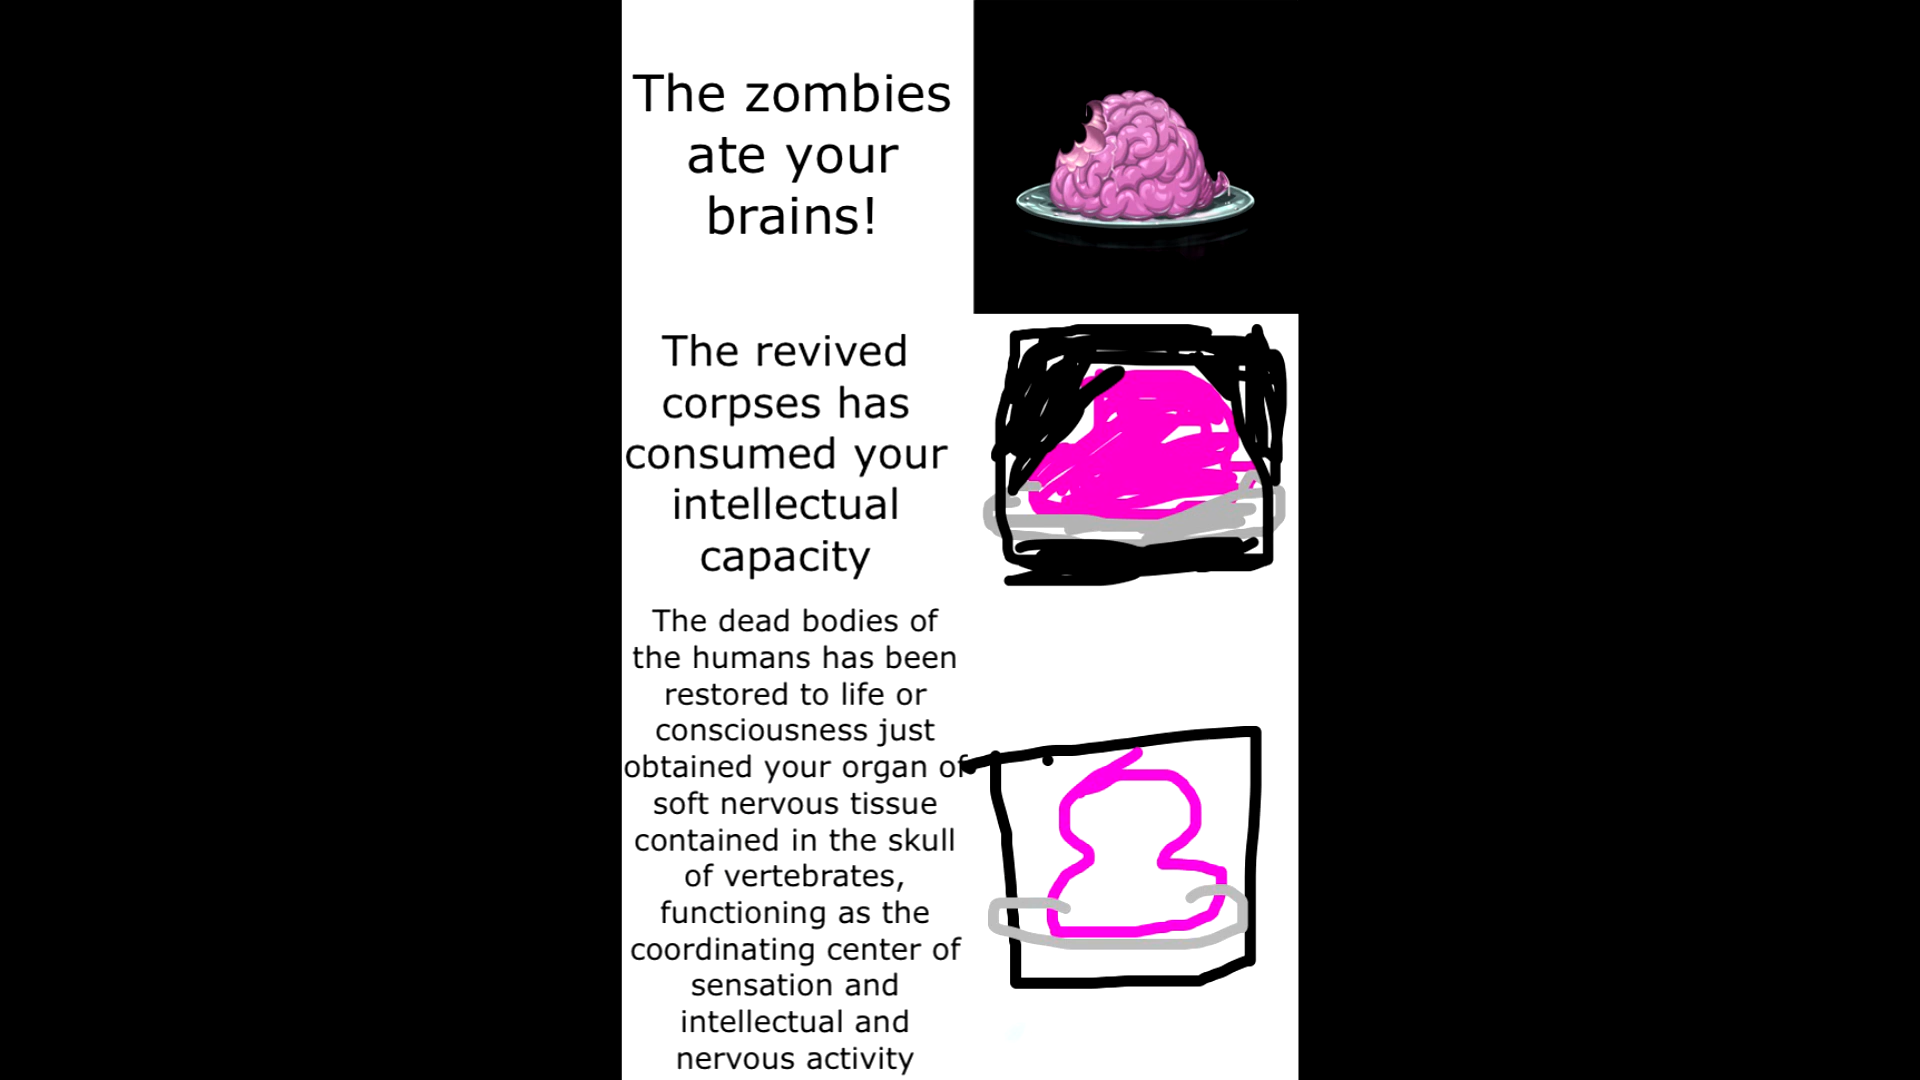 The zombies
ate your
brains!
The revived
corpses has
consumed your
intellectual
capacity
The dead bodies of
the humans has been
restored to life or
consciousness just
obtained your organ of
soft nervous tissue
contained in the skull
of vertebrates,
functioning as the
coordinating center of
sensation and
intellectual and
nervous activity